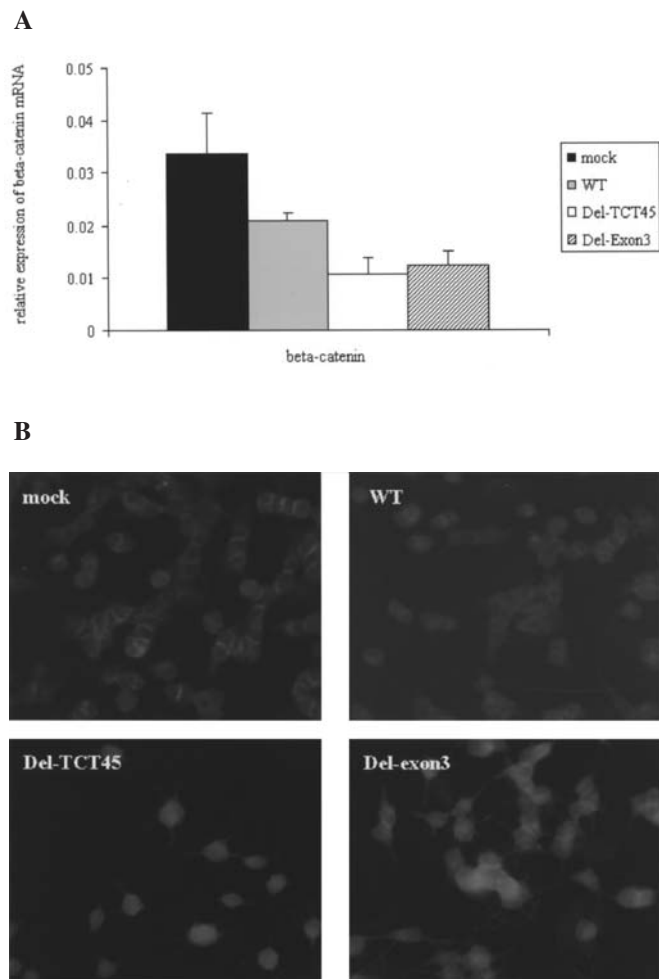 A
relative expression of beta-catenin mRNA
0.05
0.04
0.03
0.02
0.01
0
beta-catenin
mock
WT
Del-TCT45
Del-Exon3
B
mock
WT
Del-TCT45
Del-exon3